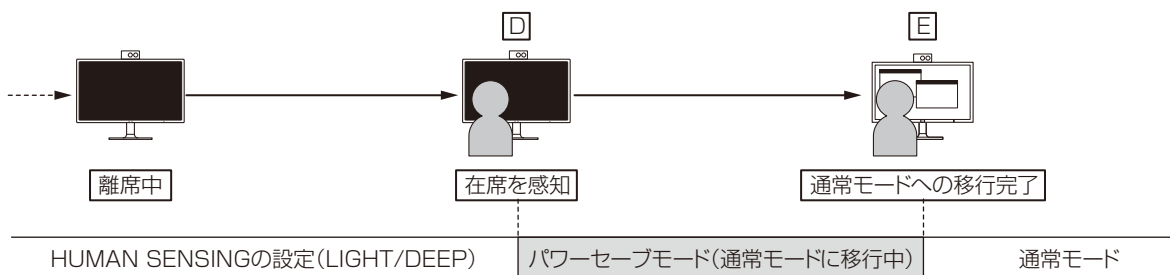 D
E
離席中
在席を感知
通常モードへの移行完了
HUMAN SENSINGの設定(LIGHT/DEEP)
パワーセーブモード(通常モードに移行中)
通常モード